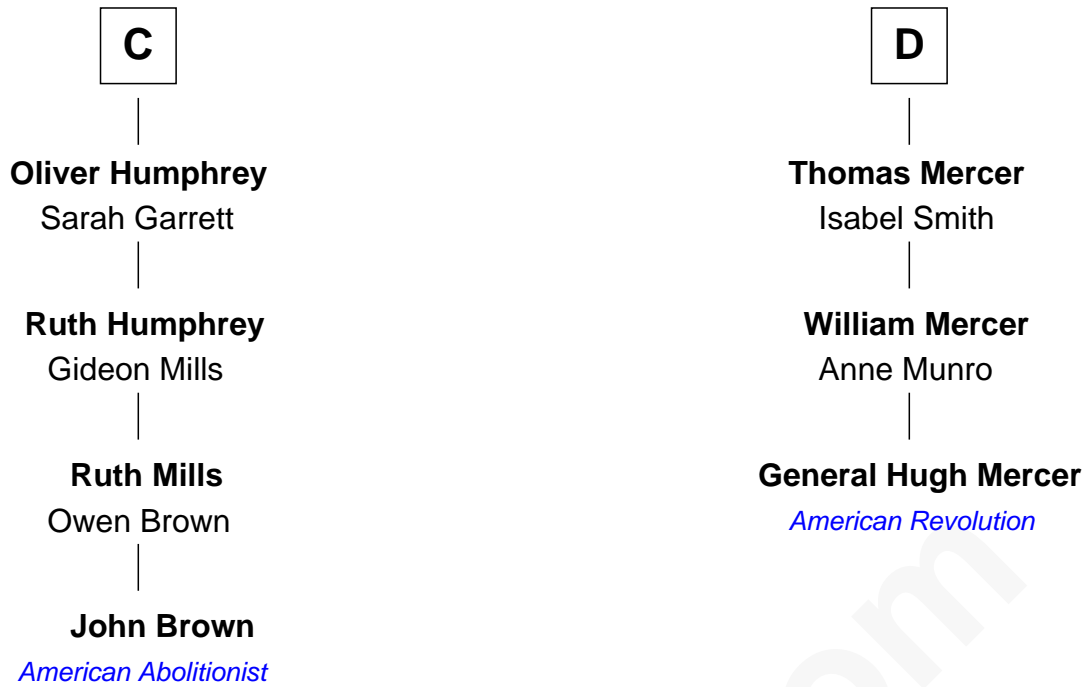 C
Oliver Humphrey
Sarah Garrett
Ruth Humphrey
Gideon Mills
Ruth Mills
Owen Brown
John Brown
American Abolitionist
D
Thomas Mercer
Isabel Smith
William Mercer
Anne Munro
General Hugh Mercer
American Revolution
om